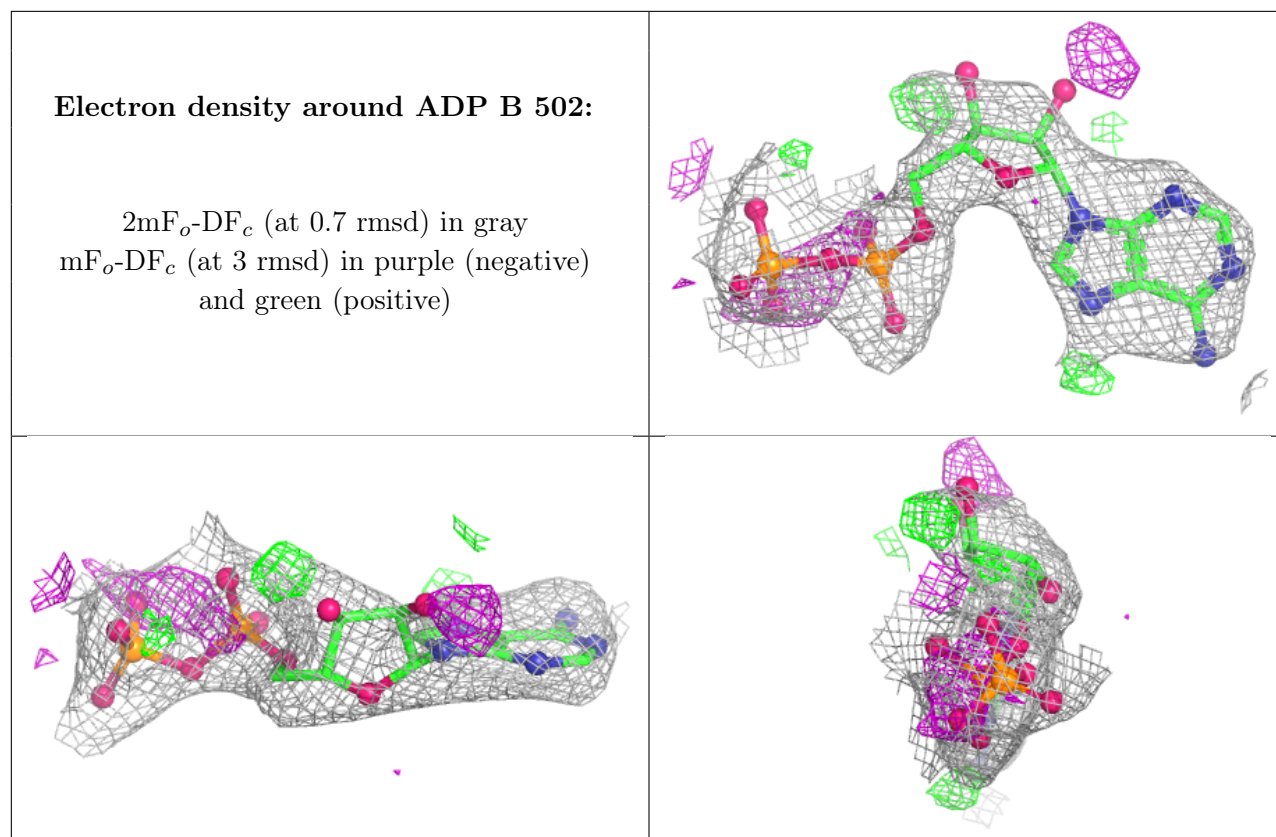 Electron density around ADP B 502:
2mFo-DFc (at 0.7 rmsd) in gray
mFo-DFc (at 3 rmsd) in purple (negative)
and green (positive)